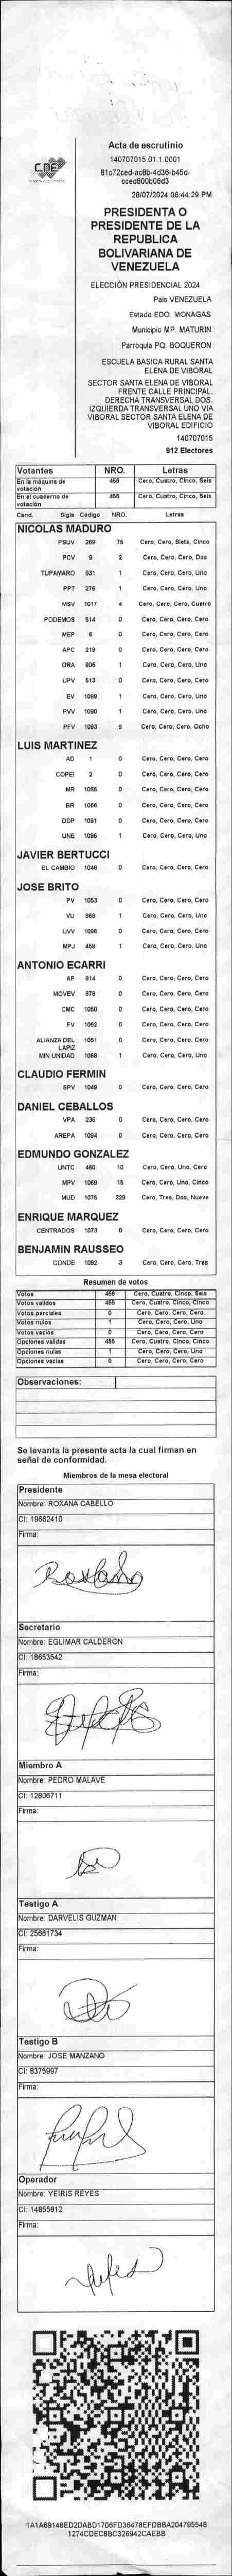 CNE
Acta de escrutinio
140707015.01.1.0001
81c72ced-ac8b-4d36-b45d-
cced800b06d3
28/07/2024 06:44:29 PM
PRESIDENTA O
PRESIDENTE DE LA
REPUBLICA
BOLIVARIANA DE
VENEZUELA
ELECCIÓN PRESIDENCIAL 2024
País VENEZUELA
Estado EDO. MONAGAS
Municipio MP. MATURIN
Parroquia PQ. BOQUERON
ESCUELA BASICA RURAL SANTA
ELENA DE VIBORAL
SECTOR SANTA ELENA DE VIBORAL
FRENTE CALLE PRINCIPAL.
DERECHA TRANSVERSAL DOS.
IZQUIERDA TRANSVERSAL UNO VIA
VIBORAL SECTOR SANTA ELENA DE
VIBORAL EDIFICIO
140707015
912 Electores
Votantes NRO. Letras
En la máquina de votación 456 Cero, Cuatro, Cinco, Seis
En el cuaderno de votación 456 Cero, Cuatro, Cinco, Seis
Cand. Sigla Código NRO. Letras
NICOLAS MADURO
PSUV 269 75 Cero, Cero, Siete, Cinco
PCV 9 2 Cero, Cero, Cero, Dos
TUPAMARO 931 1 Cero, Cero, Cero, Uno
PPT 276 1 Cero, Cero, Cero, Uno
MSV 1017 4 Cero, Cero, Cero, Cuatro
PODEMOS 514 0 Cero, Cero, Cero, Cero
MEP 6 0 Cero, Cero, Cero, Cero
APC 219 0 Cero, Cero, Cero, Cero
ORA 906 1 Cero, Cero, Cero, Uno
UPV 513 0 Cero, Cero, Cero, Cero
EV 1089 1 Cero, Cero, Cero, Uno
PVV 1090 1 Cero, Cero, Cero, Uno
PFV 1093 8 Cero, Cero, Cero, Ocho
LUIS MARTINEZ
AD 1 0 Cero, Cero, Cero, Cero
COPEI 2 0 Cero, Cero, Cero, Cero
MR 1065 0 Cero, Cero, Cero, Cero
BR 1066 0 Cero, Cero, Cero, Cero
DDP 1091 0 Cero, Cero, Cero, Cero
UNE 1095 1 Cero, Cero, Cero, Uno
JAVIER BERTUCCI
EL CAMBIO 1048 0 Cero, Cero, Cero, Cero
JOSE BRITO
PV 1053 0 Cero, Cero, Cero, Cero
VU 968 1 Cero, Cero, Cero, Uno
UVV 1096 0 Cero, Cero, Cero, Cero
MPJ 458 1 Cero, Cero, Cero, Uno
ANTONIO ECARRI
AP 814 0 Cero, Cero, Cero, Cero
MOVEV 978 0 Cero, Cero, Cero, Cero
CMC 1050 0 Cero, Cero, Cero, Cero
FV 1062 0 Cero, Cero, Cero, Cero
ALIANZA DEL LAPIZ 1051 0 Cero, Cero, Cero, Cero
MIN UNIDAD 1068 1 Cero, Cero, Cero, Uno
CLAUDIO FERMIN
SPV 1049 0 Cero, Cero, Cero, Cero
DANIEL CEBALLOS
VPA 236 0 Cero, Cero, Cero, Cero
AREPA 1094 0 Cero, Cero, Cero, Cero
EDMUNDO GONZALEZ
UNTC 460 10 Cero, Cero, Uno, Cero
MPV 1069 15 Cero, Cero, Uno, Cinco
MUD 1075 329 Cero, Tres, Dos, Nueve
ENRIQUE MARQUEZ
CENTRADOS 1073 0 Cero, Cero, Cero, Cero
BENJAMIN RAUSSEO
CONDE 1092 3 Cero, Cero, Cero, Tres
Resumen de votos
Votos 456 Cero, Cuatro, Cinco, Seis
Votos validos 455 Cero, Cuatro, Cinco, Cinco
Votos parciales 0 Cero, Cero, Cero, Cero
Votos nulos 1 Cero, Cero, Cero, Uno
Votos vacios 0 Cero, Cero, Cero, Cero
Opciones validas 455 Cero, Cuatro, Cinco, Cinco
Opciones nulas 1 Cero, Cero, Cero, Uno
Opciones vacias 0 Cero, Cero, Cero, Cero
Observaciones:
Se levanta la presente acta la cual firman en
señal de conformidad.
Miembros de la mesa electoral
Presidente
Nombre: ROXANA CABELLO
CI: 19662410
Firma:
Secretario
Nombre: EGLIMAR CALDERON
CI: 18653542
Firma:
Miembro A
Nombre: PEDRO MALAVE
CI: 12806711
Firma:
Testigo A
Nombre: DARVELIS GUZMAN
CI: 25661734
Firma:
Testigo B
Nombre: JOSE MANZANO
CI: 8375997
Firma:
Operador
Nombre: YEIRIS REYES
CI: 14855812
Firma:
1A1A69148ED2DABD1706FD36478EFDBBA204795548
1274CDEC8BC326942CAEBB